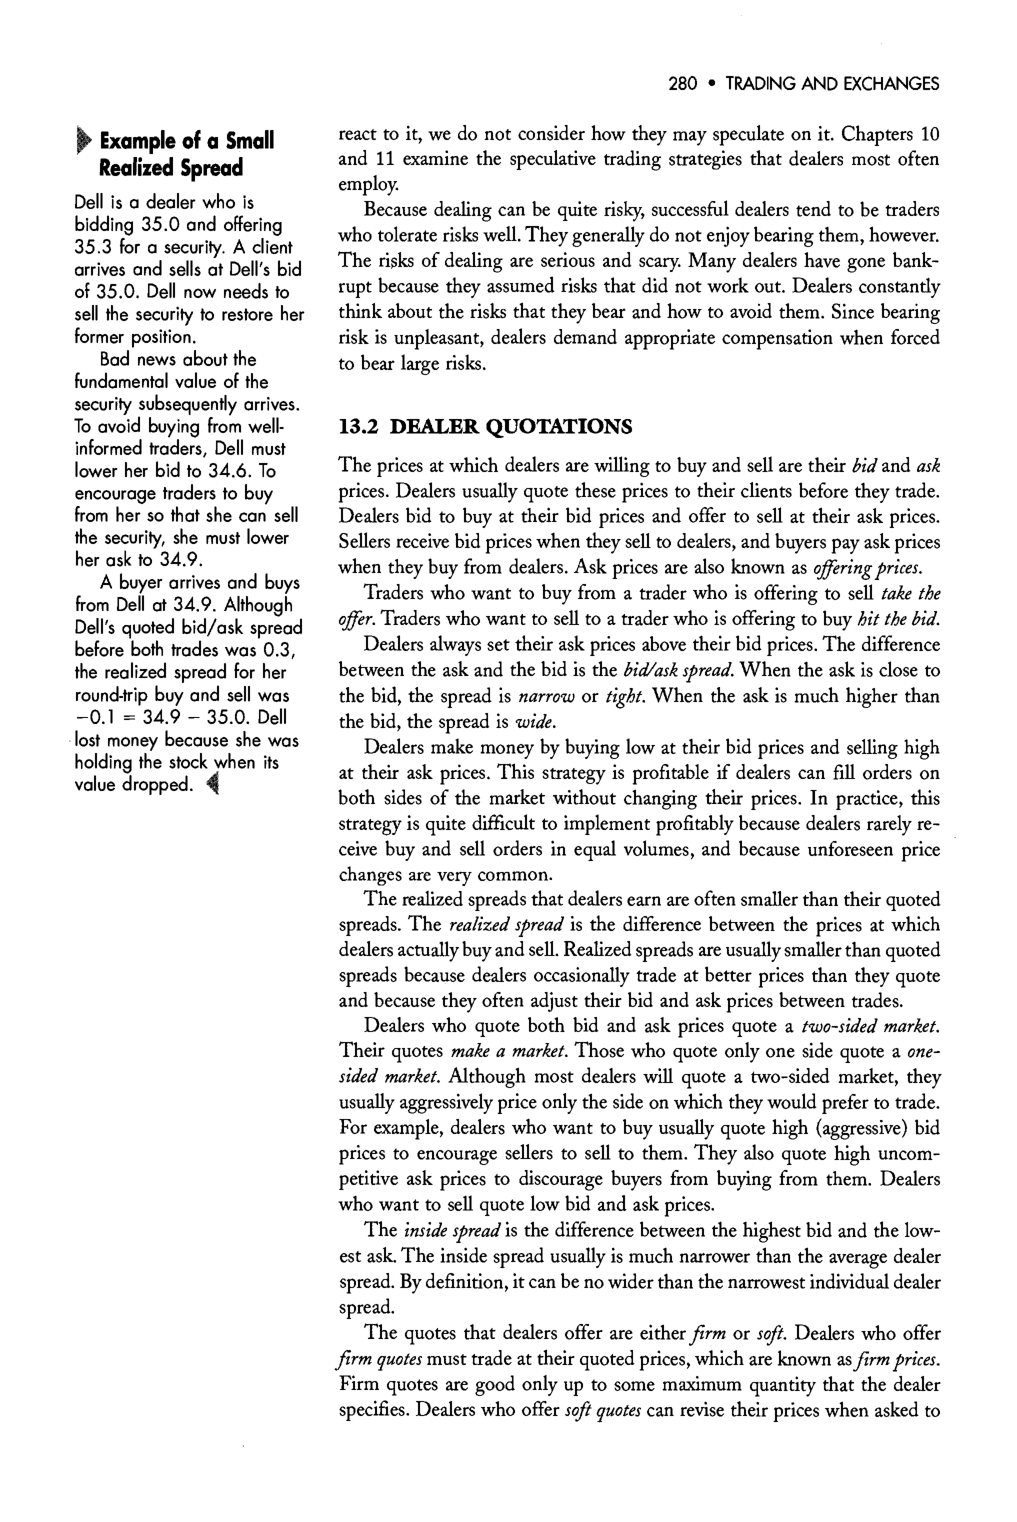 280 • TRADING AND EXCHANGES
Example of a Small
Realized Spread
Dell is a dealer who is
bidding 35.0 and offering
35.3 for a security. A client
arrives and sells at Dell's bid
of 35.0. Dell now needs to
sell the security to restore her
former position.
Bad news about the
fundamental value of the
security subsequently arrives.
To avoid buying from well-
informed traders, Dell must
lower her bid to 34.6. To
encourage traders to buy
from her so that she can sell
the security, she must lower
her ask to 34.9.
A buyer arrives and buys
from Dell at 34.9. Although
Dell's quoted bid/ask spread
before both trades was 0.3,
the realized spread for her
round-trip buy and sell was
−0.1 = 34.9 − 35.0. Dell
lost money because she was
holding the stock when its
value dropped.
react to it, we do not consider how they may speculate on it. Chapters 10
and 11 examine the speculative trading strategies that dealers most often
employ.
Because dealing can be quite risky, successful dealers tend to be traders
who tolerate risks well. They generally do not enjoy bearing them, however.
The risks of dealing are serious and scary. Many dealers have gone bank-
rupt because they assumed risks that did not work out. Dealers constantly
think about the risks that they bear and how to avoid them. Since bearing
risk is unpleasant, dealers demand appropriate compensation when forced
to bear large risks.
13.2 DEALER QUOTATIONS
The prices at which dealers are willing to buy and sell are their bid and ask
prices. Dealers usually quote these prices to their clients before they trade.
Dealers bid to buy at their bid prices and offer to sell at their ask prices.
Sellers receive bid prices when they sell to dealers, and buyers pay ask prices
when they buy from dealers. Ask prices are also known as offering prices.
Traders who want to buy from a trader who is offering to sell take the
offer. Traders who want to sell to a trader who is offering to buy hit the bid.
Dealers always set their ask prices above their bid prices. The difference
between the ask and the bid is the bid/ask spread. When the ask is close to
the bid, the spread is narrow or tight. When the ask is much higher than
the bid, the spread is wide.
Dealers make money by buying low at their bid prices and selling high
at their ask prices. This strategy is profitable if dealers can fill orders on
both sides of the market without changing their prices. In practice, this
strategy is quite difficult to implement profitably because dealers rarely re-
ceive buy and sell orders in equal volumes, and because unforeseen price
changes are very common.
The realized spreads that dealers earn are often smaller than their quoted
spreads. The realized spread is the difference between the prices at which
dealers actually buy and sell. Realized spreads are usually smaller than quoted
spreads because dealers occasionally trade at better prices than they quote
and because they often adjust their bid and ask prices between trades.
Dealers who quote both bid and ask prices quote a two-sided market.
Their quotes make a market. Those who quote only one side quote a one-
sided market. Although most dealers will quote a two-sided market, they
usually aggressively price only the side on which they would prefer to trade.
For example, dealers who want to buy usually quote high (aggressive) bid
prices to encourage sellers to sell to them. They also quote high uncom-
petitive ask prices to discourage buyers from buying from them. Dealers
who want to sell quote low bid and ask prices.
The inside spread is the difference between the highest bid and the low-
est ask. The inside spread usually is much narrower than the average dealer
spread. By definition, it can be no wider than the narrowest individual dealer
spread.
The quotes that dealers offer are either firm or soft. Dealers who offer
firm quotes must trade at their quoted prices, which are known as firm prices.
Firm quotes are good only up to some maximum quantity that the dealer
specifies. Dealers who offer soft quotes can revise their prices when asked to